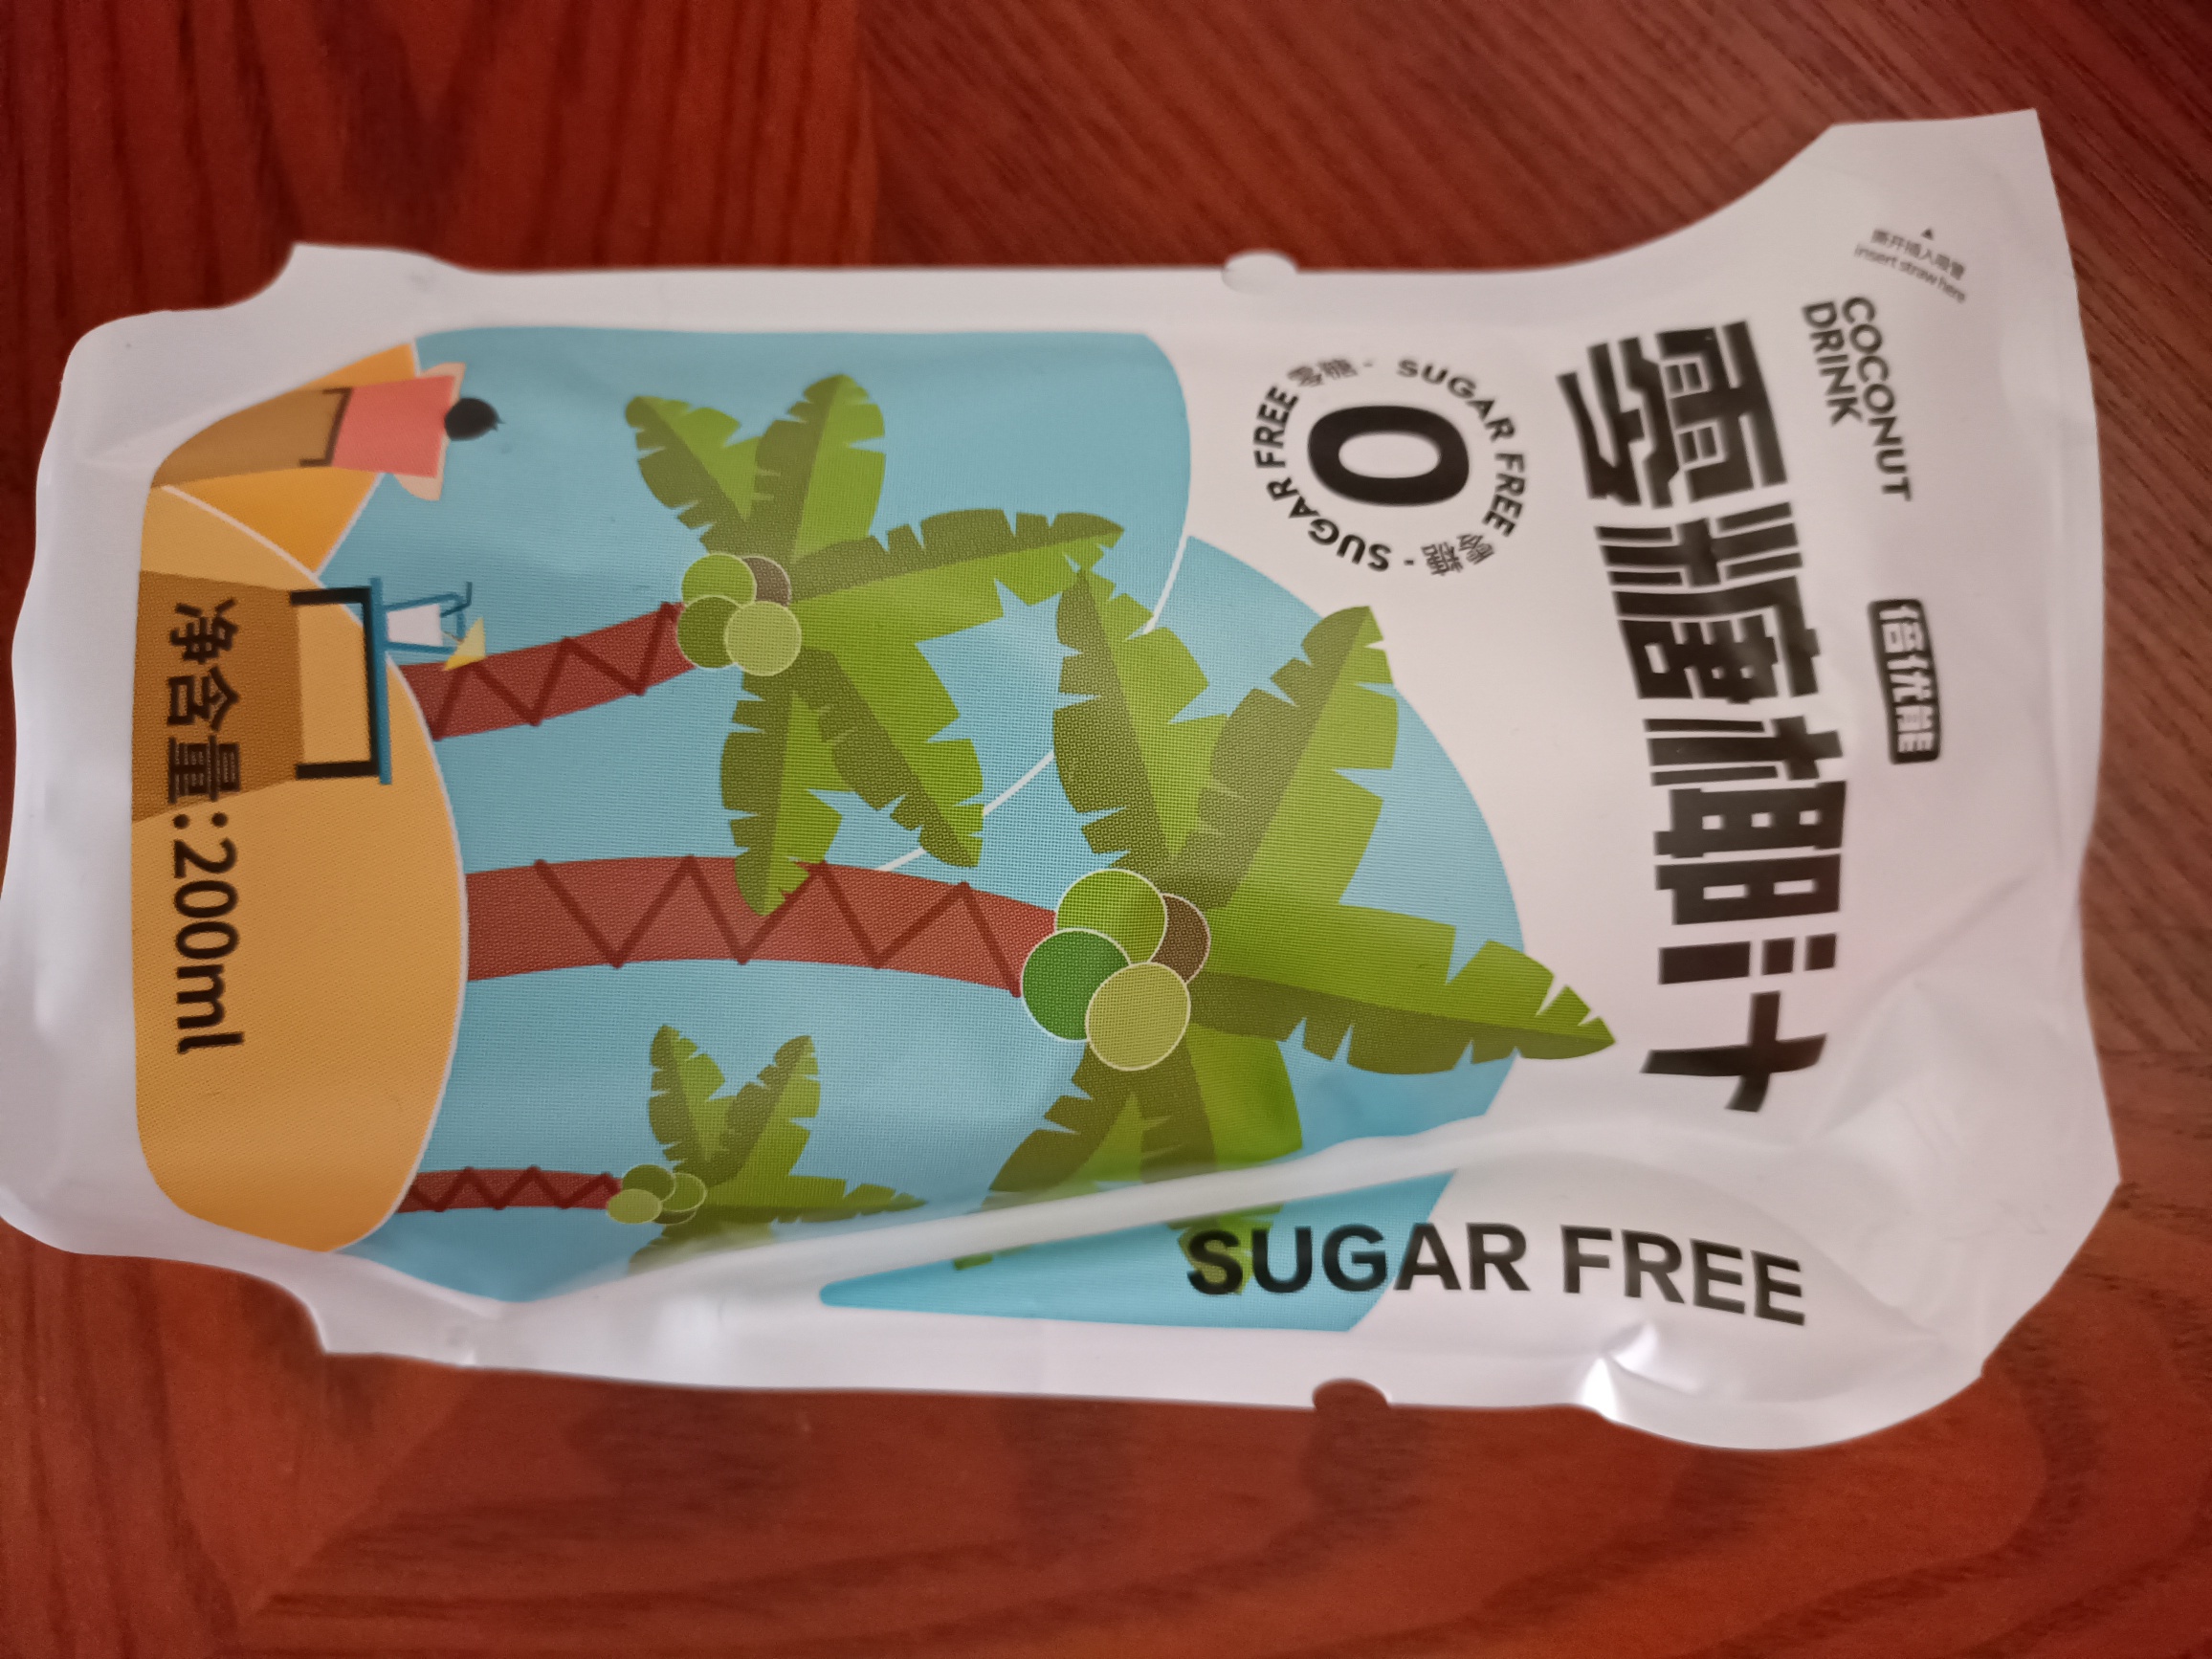 撕开插入吸管
insert straw here
COCONUT
DRINK
倍优能
零糖椰汁
SUGAR FREE 零糖 - SUGAR FREE 零糖 -
0
SUGAR FREE
净含量:200ml